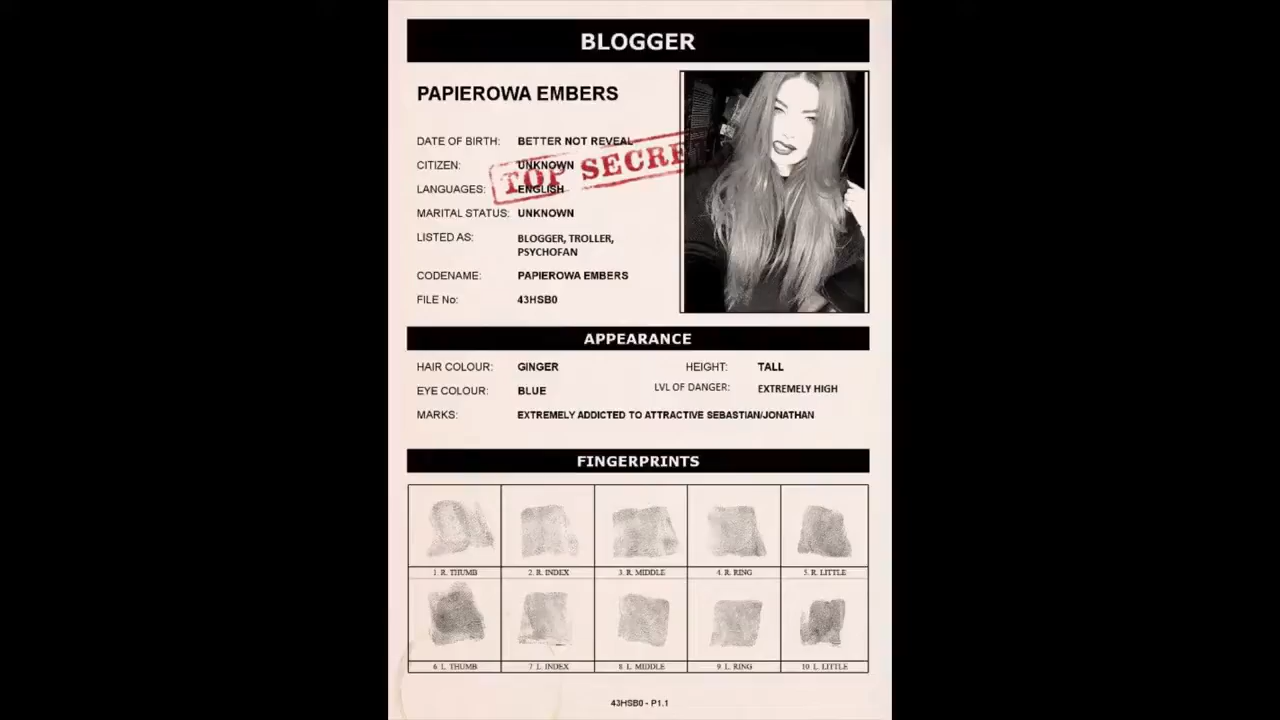 BLOGGER
PAPIEROWA EMBERS
DATE OF BIRTH: BETTER NOT REVEAL
CITIZEN: UNKNOWN
TOP SECRE
LANGUAGES: ENGLISH
MARITAL STATUS: UNKNOWN
LISTED AS: BLOGGER, TROLLER,
PSYCHOFAN
CODENAME: PAPIEROWA EMBERS
FILE No: 43HSB0
APPEARANCE
HAIR COLOUR: GINGER HEIGHT: TALL
EYE COLOUR: BLUE LVL OF DANGER: EXTREMELY HIGH
MARKS: EXTREMELY ADDICTED TO ATTRACTIVE SEBASTIAN/JONATHAN
FINGERPRINTS
1. R. THUMB 2. R. INDEX 3. R. MIDDLE 4. R. RING 5. R. LITTLE
6. L. THUMB 7. L. INDEX 8. L. MIDDLE 9. L. RING 10. L. LITTLE
43HSB0 - P1.1